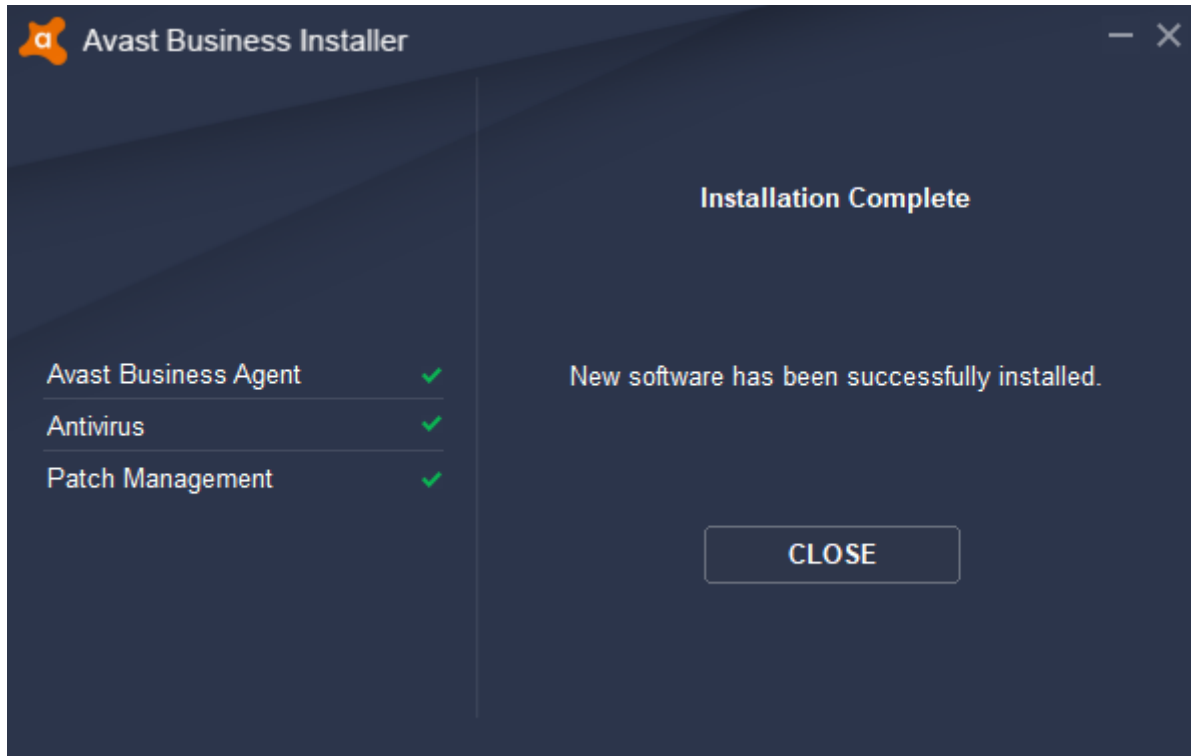 Avast Business Installer
Avast Business Agent
Antivirus
Patch Management
Installation Complete
New software has been successfully installed.
CLOSE